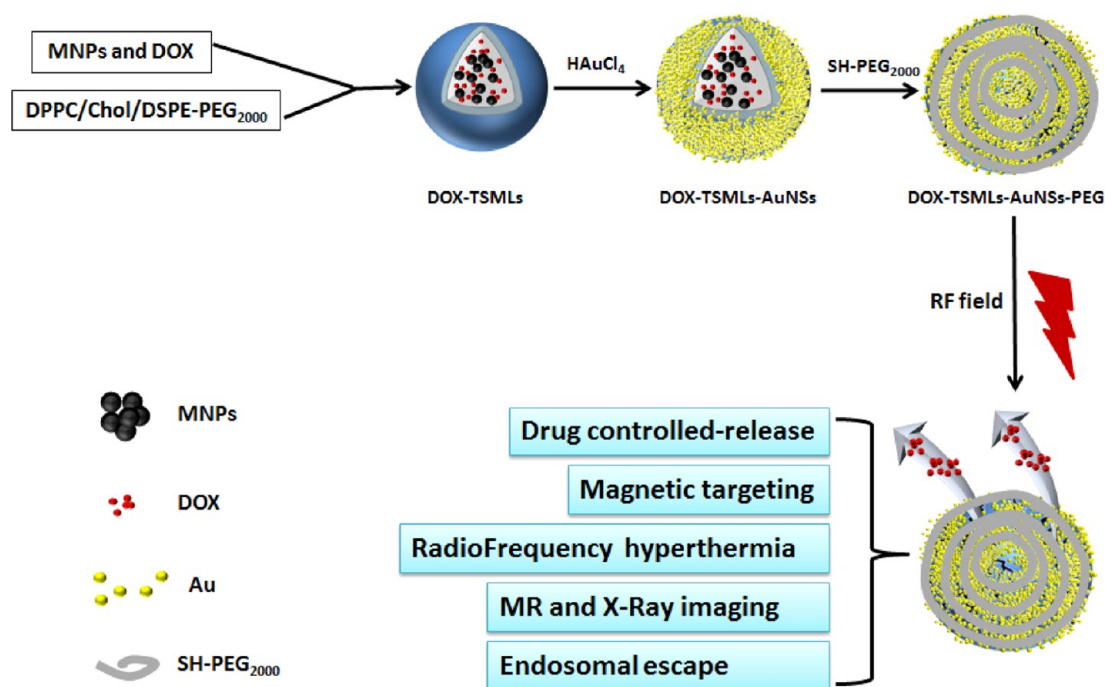 MNPs and DOX
DPPC/Chol/DSPE-PEG₂₀₀₀
HAuCl₄
SH-PEG₂₀₀₀
DOX-TSMLs
DOX-TSMLs-AuNSs
DOX-TSMLs-AuNSs-PEG
RF field
MNPs
DOX
Au
SH-PEG₂₀₀₀
Drug controlled-release
Magnetic targeting
RadioFrequency hyperthermia
MR and X-Ray imaging
Endosomal escape